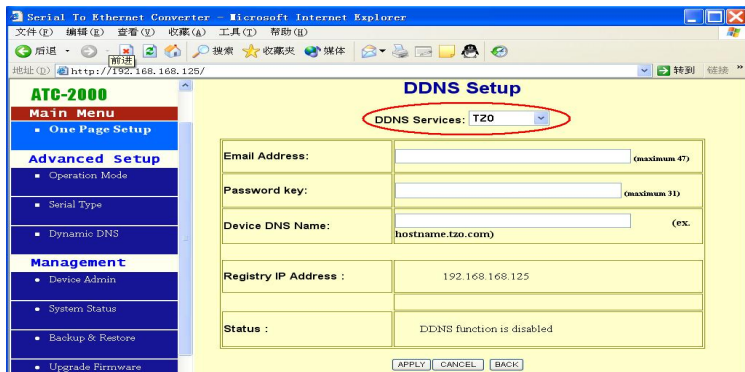 Serial To Ethernet Converter - Microsoft Internet Explorer
文件(F) 编辑(E) 查看(V) 收藏(A) 工具(T) 帮助(H)
后退 搜索 收藏夹 媒体
前进
地址(D) http://192.168.168.125/ 转到 链接 »
ATC-2000
Main Menu
One Page Setup
Advanced Setup
Operation Mode
Serial Type
Dynamic DNS
Management
Device Admin
System Status
Backup & Restore
Upgrade Firmware
DDNS Setup
DDNS Services: TZO
Email Address: (maximum 47)
Password key: (maximum 31)
Device DNS Name: (ex.
hostname.tzo.com)
Registry IP Address : 192.168.168.125
Status : DDNS function is disabled
APPLY CANCEL BACK